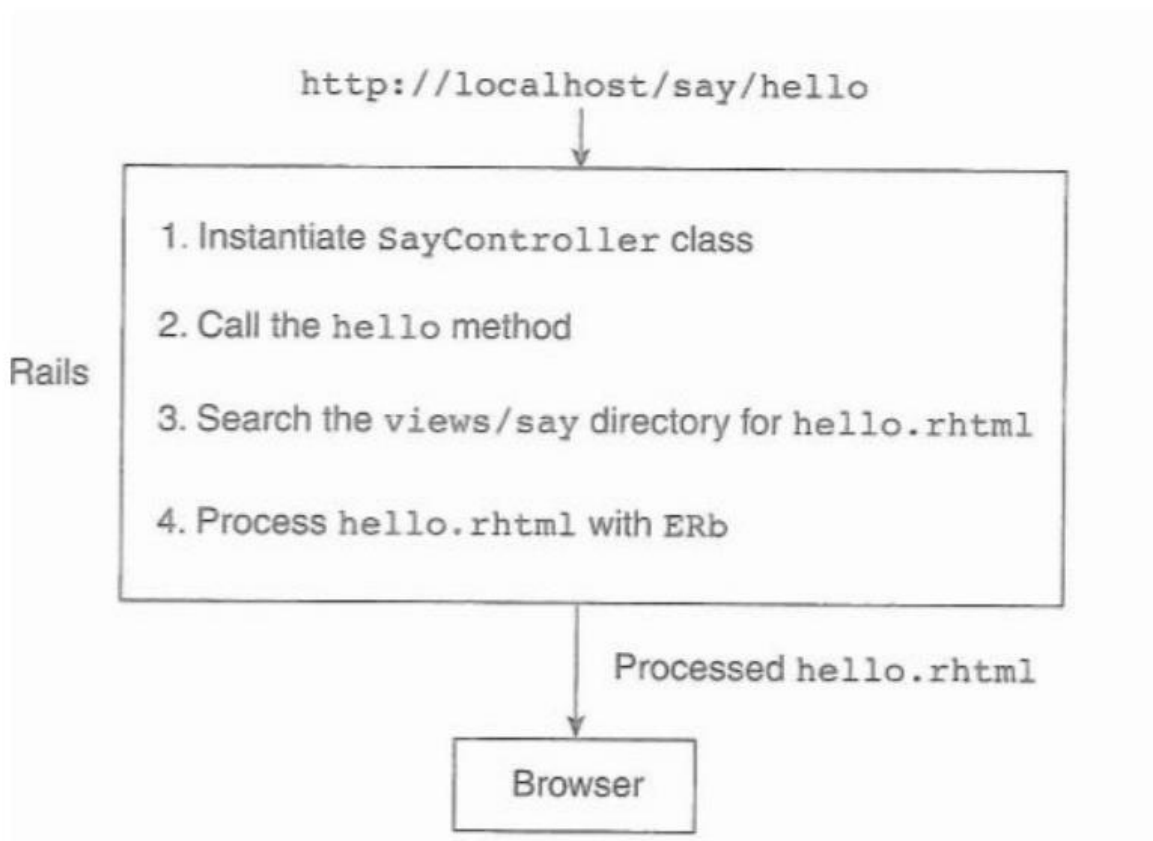 http://localhost/say/hello
1. Instantiate SayController class
2. Call the hello method
Rails
3. Search the views/say directory for hello.rhtml
4. Process hello.rhtml with ERb
Processed hello.rhtml
Browser